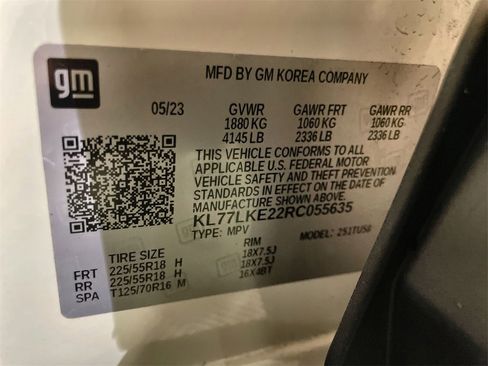 gm
MFD BY GM KOREA COMPANY
05/23 GVWR GAWR FRT GAWR RR
1880 KG 1060 KG 1060 KG
4145 LB 2336 LB 2336 LB
THIS VEHICLE CONFORMS TO ALL
APPLICABLE U.S. FEDERAL MOTOR
VEHICLE SAFETY AND THEFT PREVENTION
STANDARDS IN EFFECT ON THE DATE OF
MANUFACTURE SHOWN ABOVE.
KL77LKE22RC055635
TYPE: MPV MODEL: 251TU58
TIRE SIZE RIM
FRT 225/55R18 H 18X7.5J
RR 225/55R18 H 18X7.5J
SPA T125/70R16 M 16X4BT